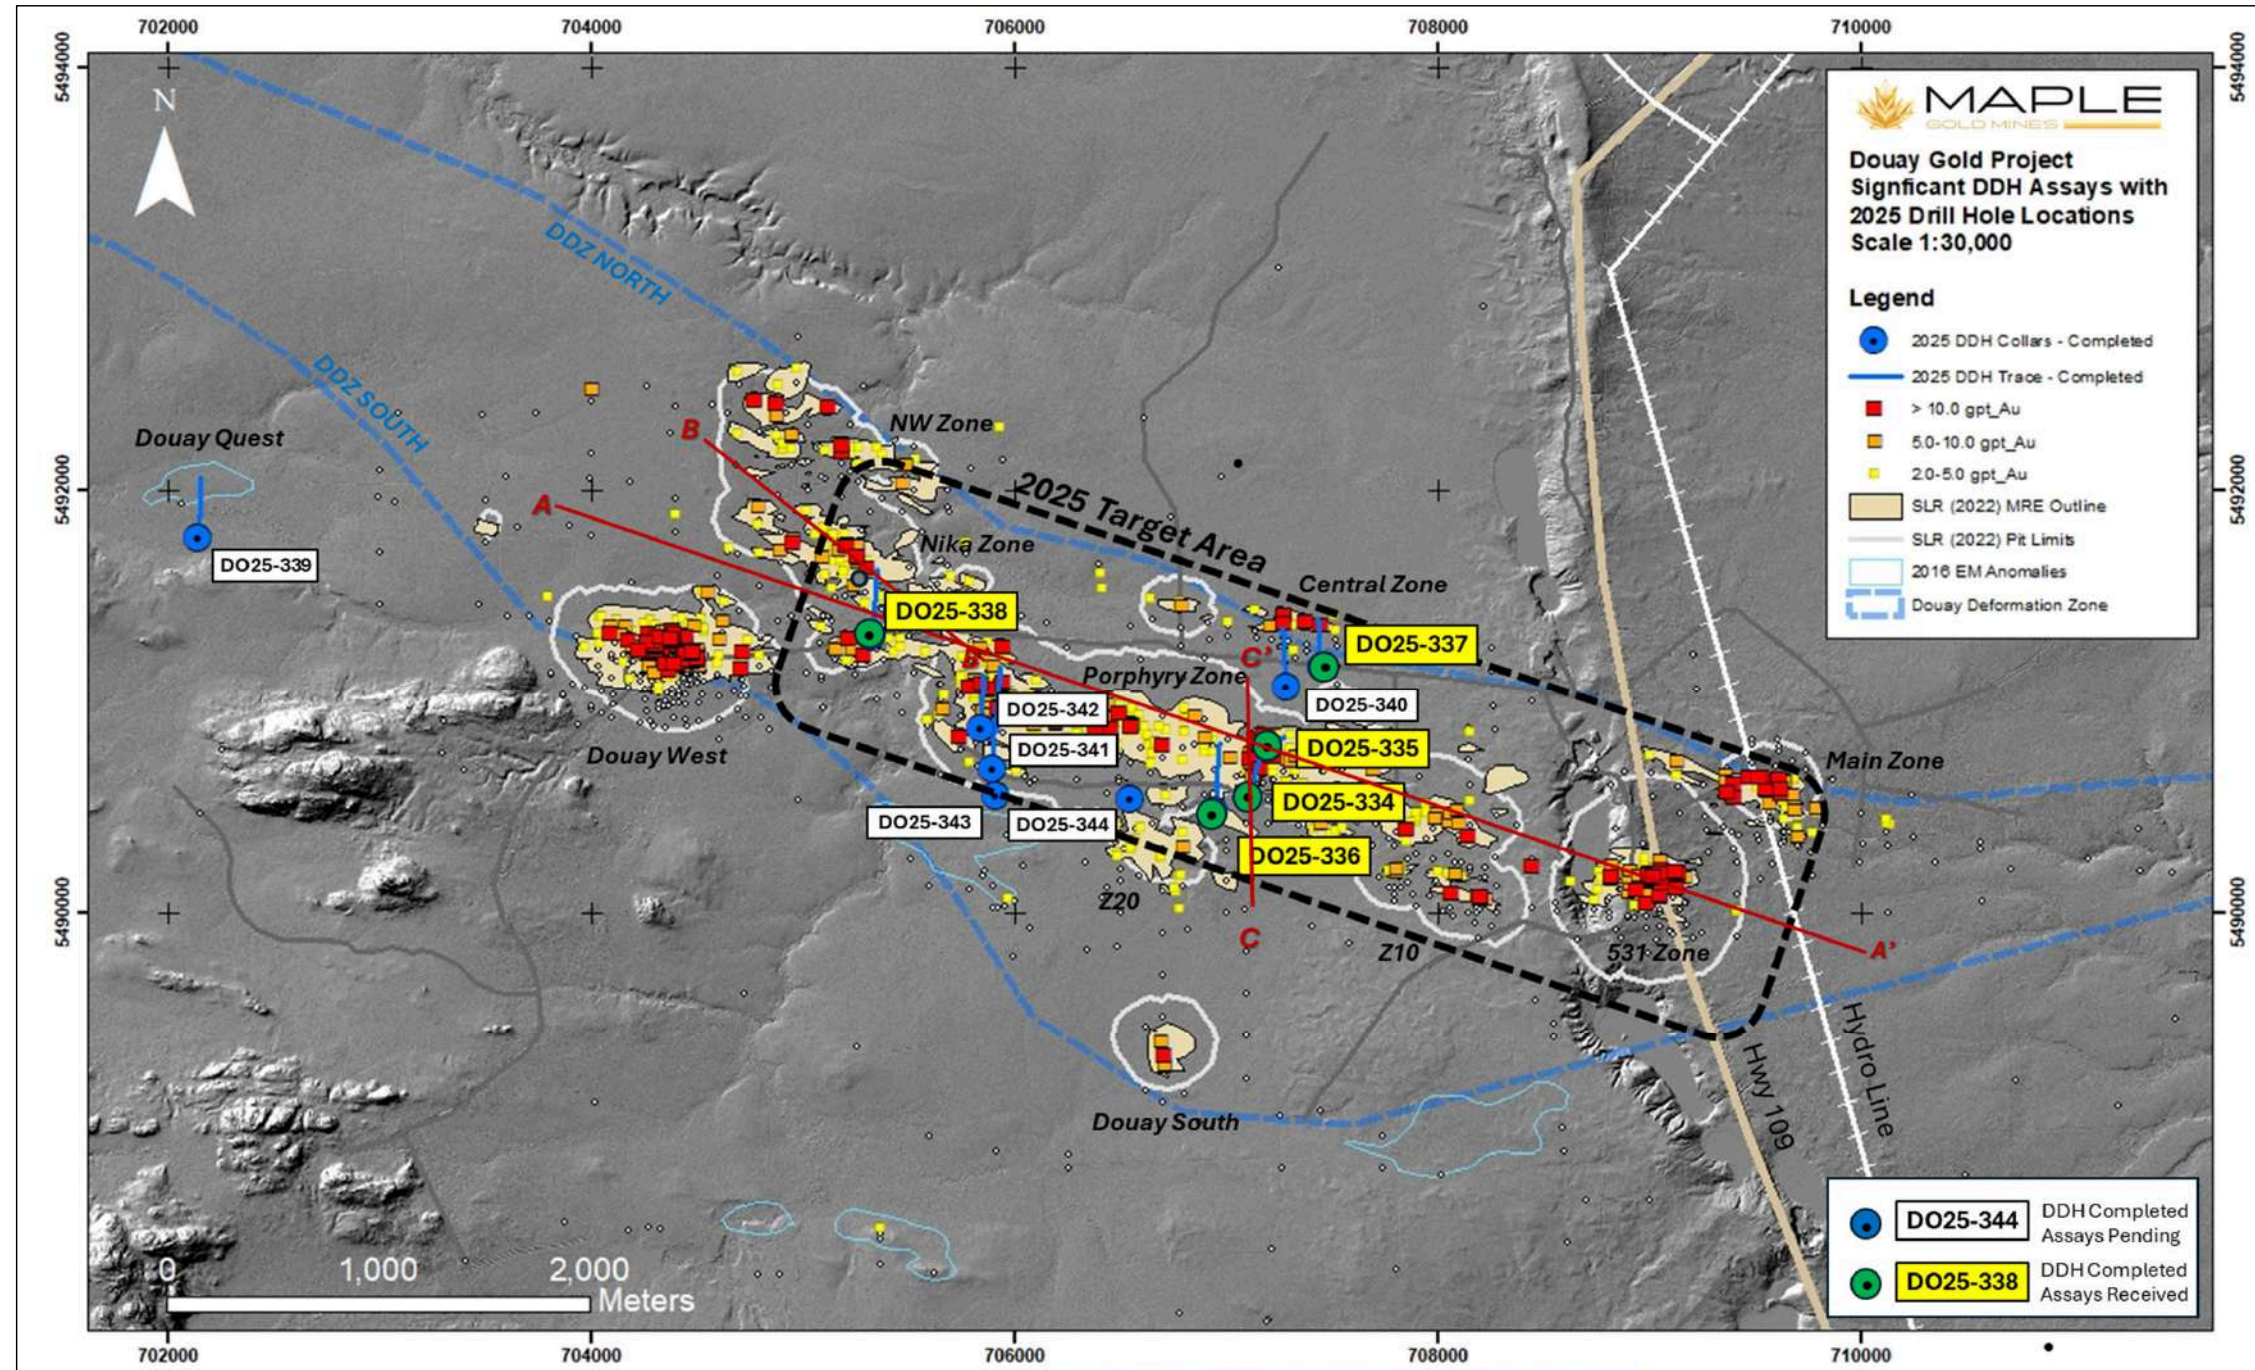 702000
704000
706000
708000
710000
5494000
5494000
N
MAPLE
GOLD MINES
Douay Gold Project
Signficant DDH Assays with
2025 Drill Hole Locations
Scale 1:30,000
Legend
2025 DDH Collars - Completed
2025 DDH Trace - Completed
> 10.0 gpt_Au
5.0-10.0 gpt_Au
2.0-5.0 gpt_Au
SLR (2022) MRE Outline
SLR (2022) Pit Limits
2016 EM Anomalies
Douay Deformation Zone
DDZ NORTH
DDZ SOUTH
Douay Quest
B
NW Zone
5492000
5492000
A
2025 Target Area
Nika Zone
DO25-339
Central Zone
DO25-338
DO25-337
B'
C'
Porphyry Zone
DO25-342
DO25-340
Douay West
DO25-341
DO25-335
Main Zone
DO25-334
DO25-343
DO25-344
DO25-336
Z20
5490000
5490000
C
Z10
531 Zone
A'
Hydro Line
Hwy 109
Douay South
DO25-344
DDH Completed
Assays Pending
DO25-338
DDH Completed
Assays Received
0
1,000
2,000
Meters
702000
704000
706000
708000
710000